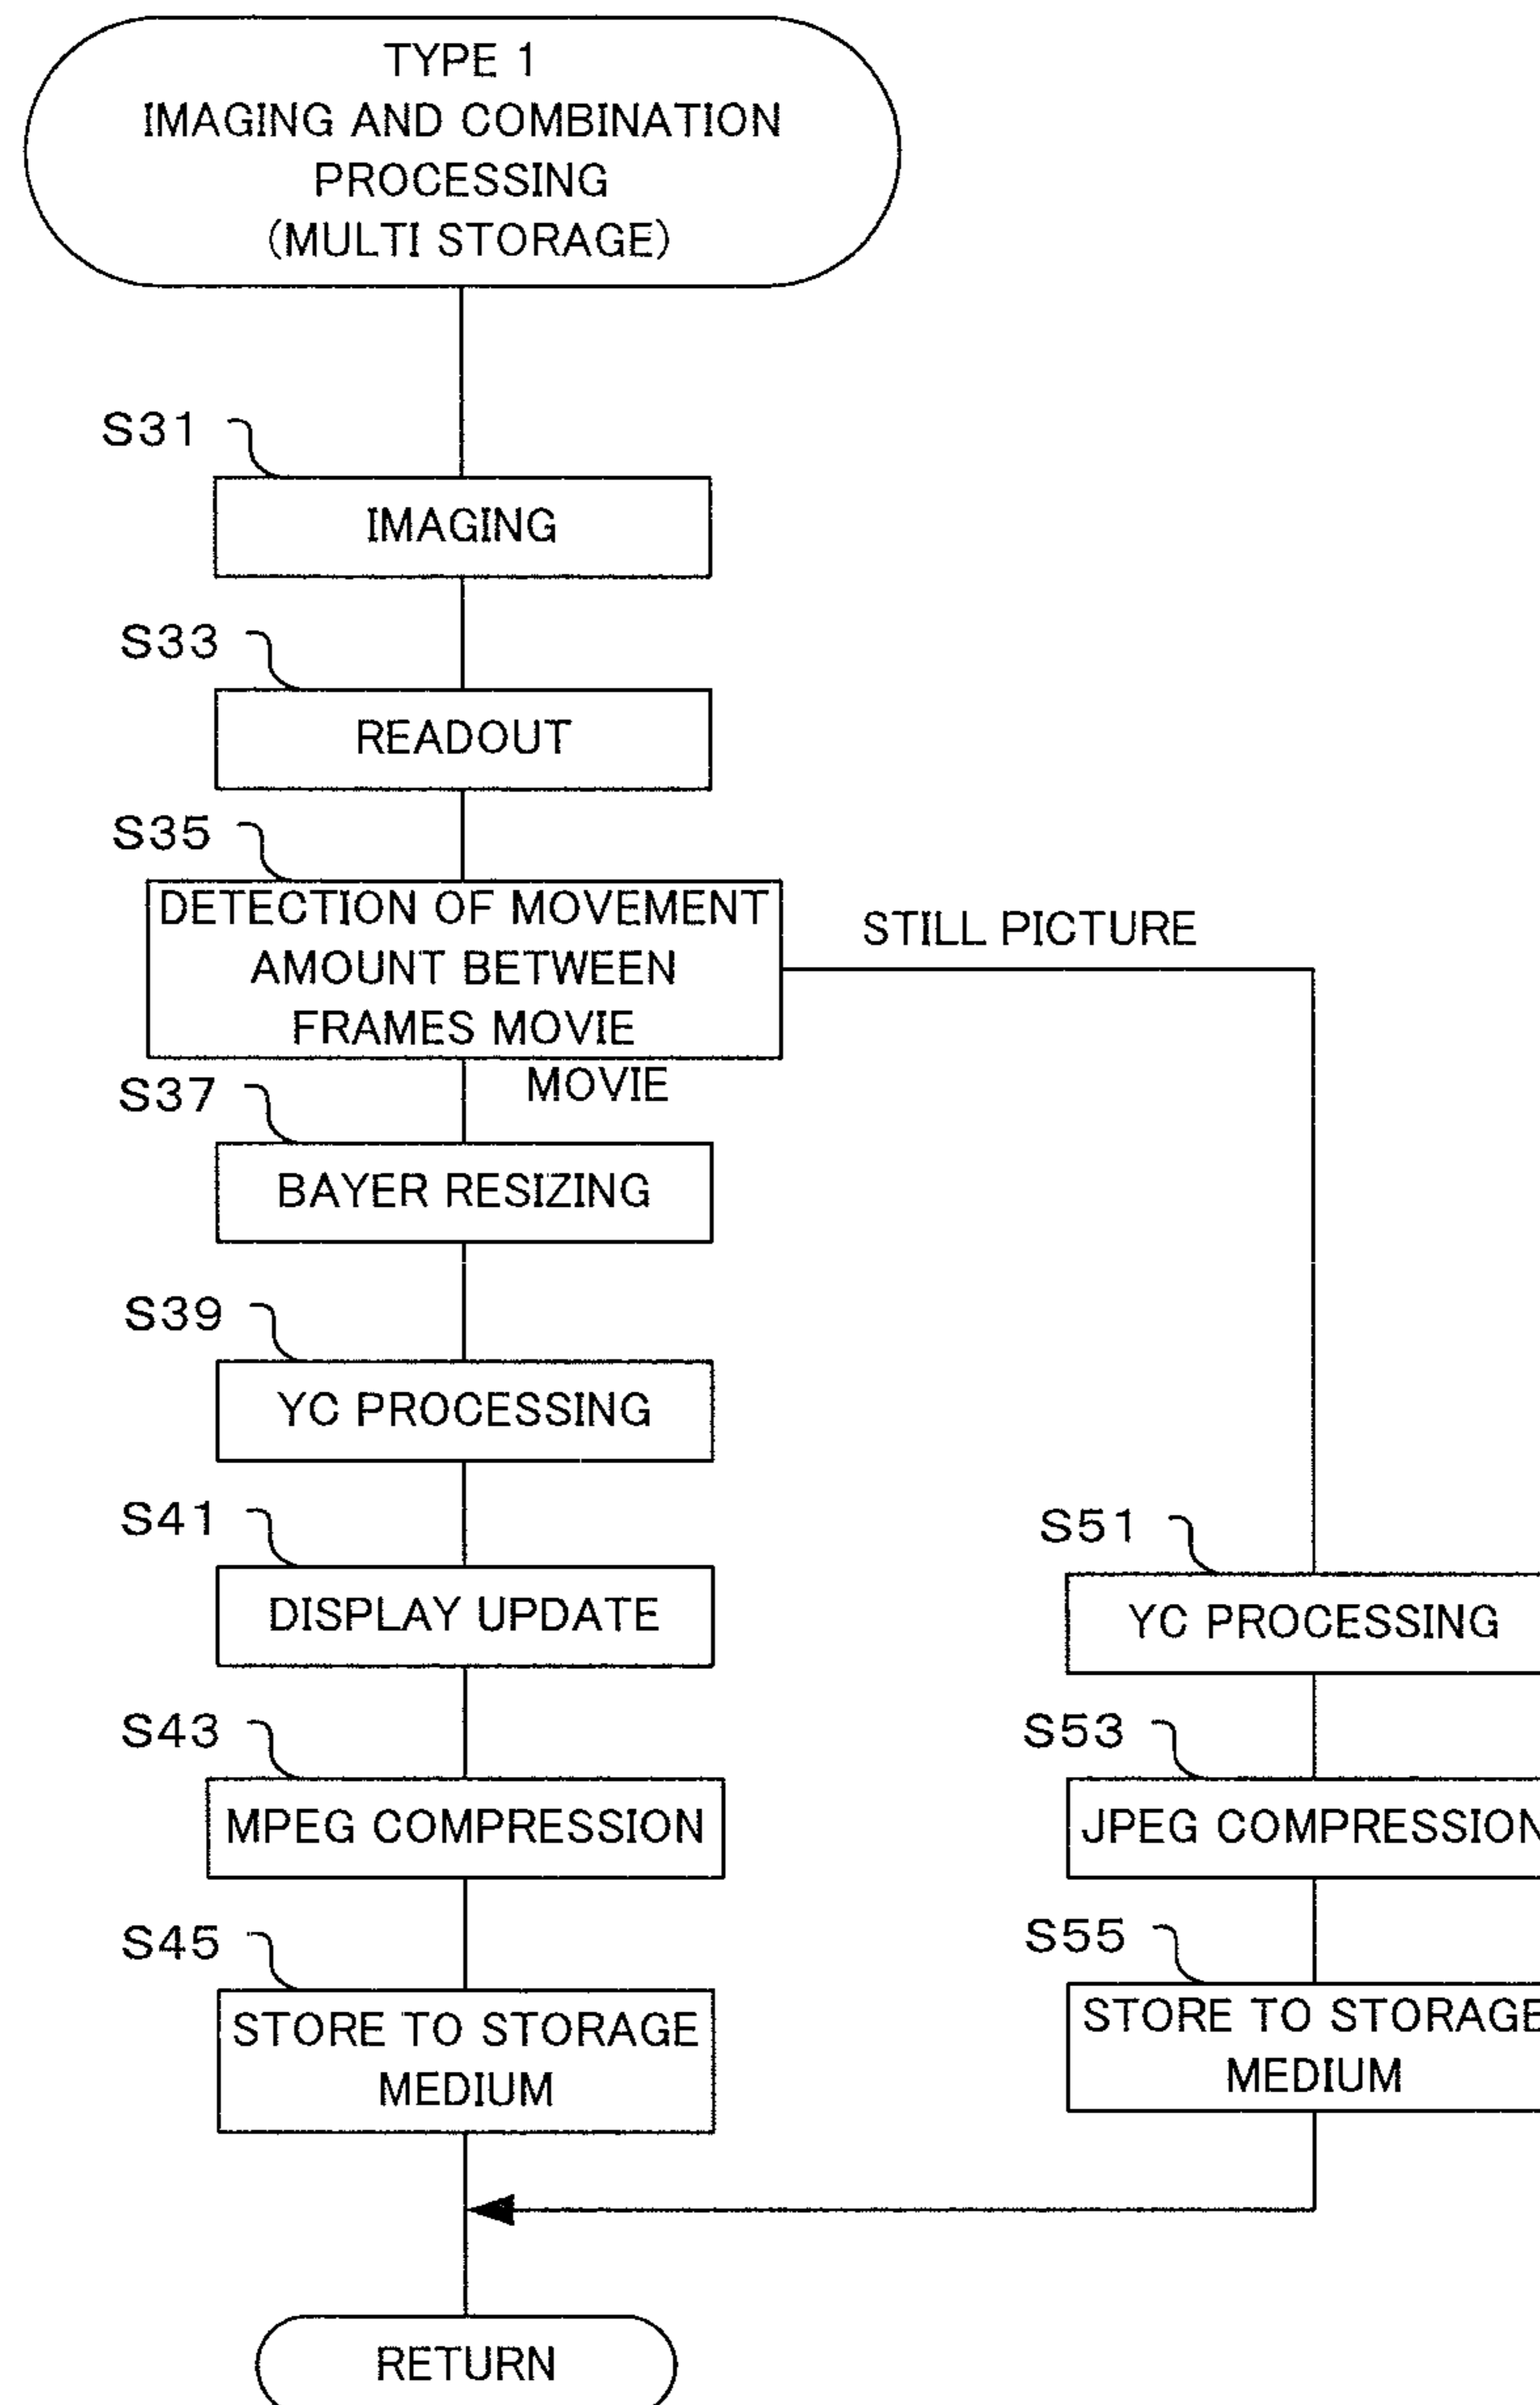 TYPE 1
IMAGING AND COMBINATION
PROCESSING
(MULTI STORAGE)
S31
IMAGING
S33
READOUT
S35
DETECTION OF MOVEMENT
AMOUNT BETWEEN
FRAMES MOVIE
STILL PICTURE
MOVIE
S37
BAYER RESIZING
S39
YC PROCESSING
S41
DISPLAY UPDATE
S43
MPEG COMPRESSION
S45
STORE TO STORAGE
MEDIUM
S51
YC PROCESSING
S53
JPEG COMPRESSION
S55
STORE TO STORAGE
MEDIUM
RETURN